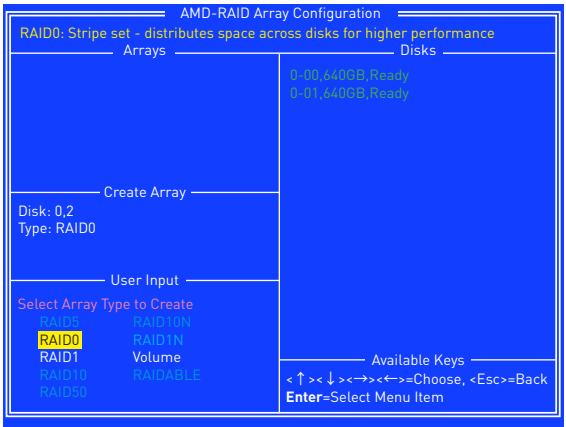 AMD-RAID Array Configuration
RAID0: Stripe set - distributes space across disks for higher performance
Arrays
Disks
0-00,640GB,Ready
0-01,640GB,Ready
Create Array
Disk: 0,2
Type: RAID0
User Input
Select Array Type to Create
RAID5 RAID10N
RAID0 RAID1N
RAID1 Volume
RAID10 RAIDABLE
RAID50
Available Keys
<↑><↓><→><←>=Choose, <Esc>=Back
Enter=Select Menu Item